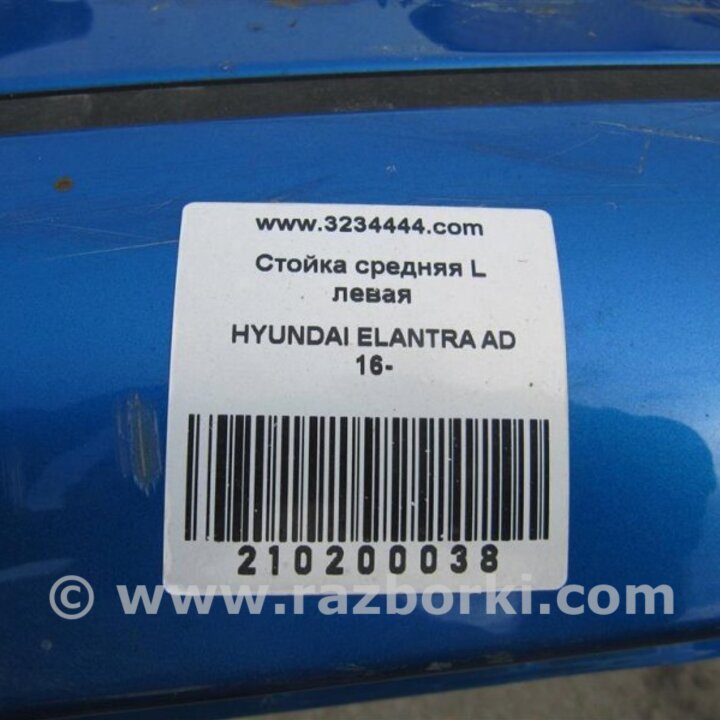 www.3234444.com
Стойка средняя L
левая
HYUNDAI ELANTRA AD
16-
210200038
© www.razborki.com